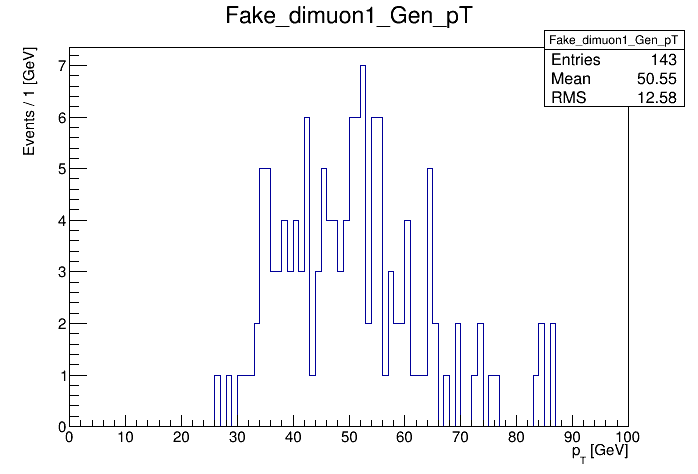 Fake_dimuon1_Gen_pT
Fake_dimuon1_Gen_pT
Entries 143
Mean 50.55
RMS 12.58
Events / 1 [GeV]
7
6
5
4
3
2
1
0
0 10 20 30 40 50 60 70 80 90 100
p_T [GeV]